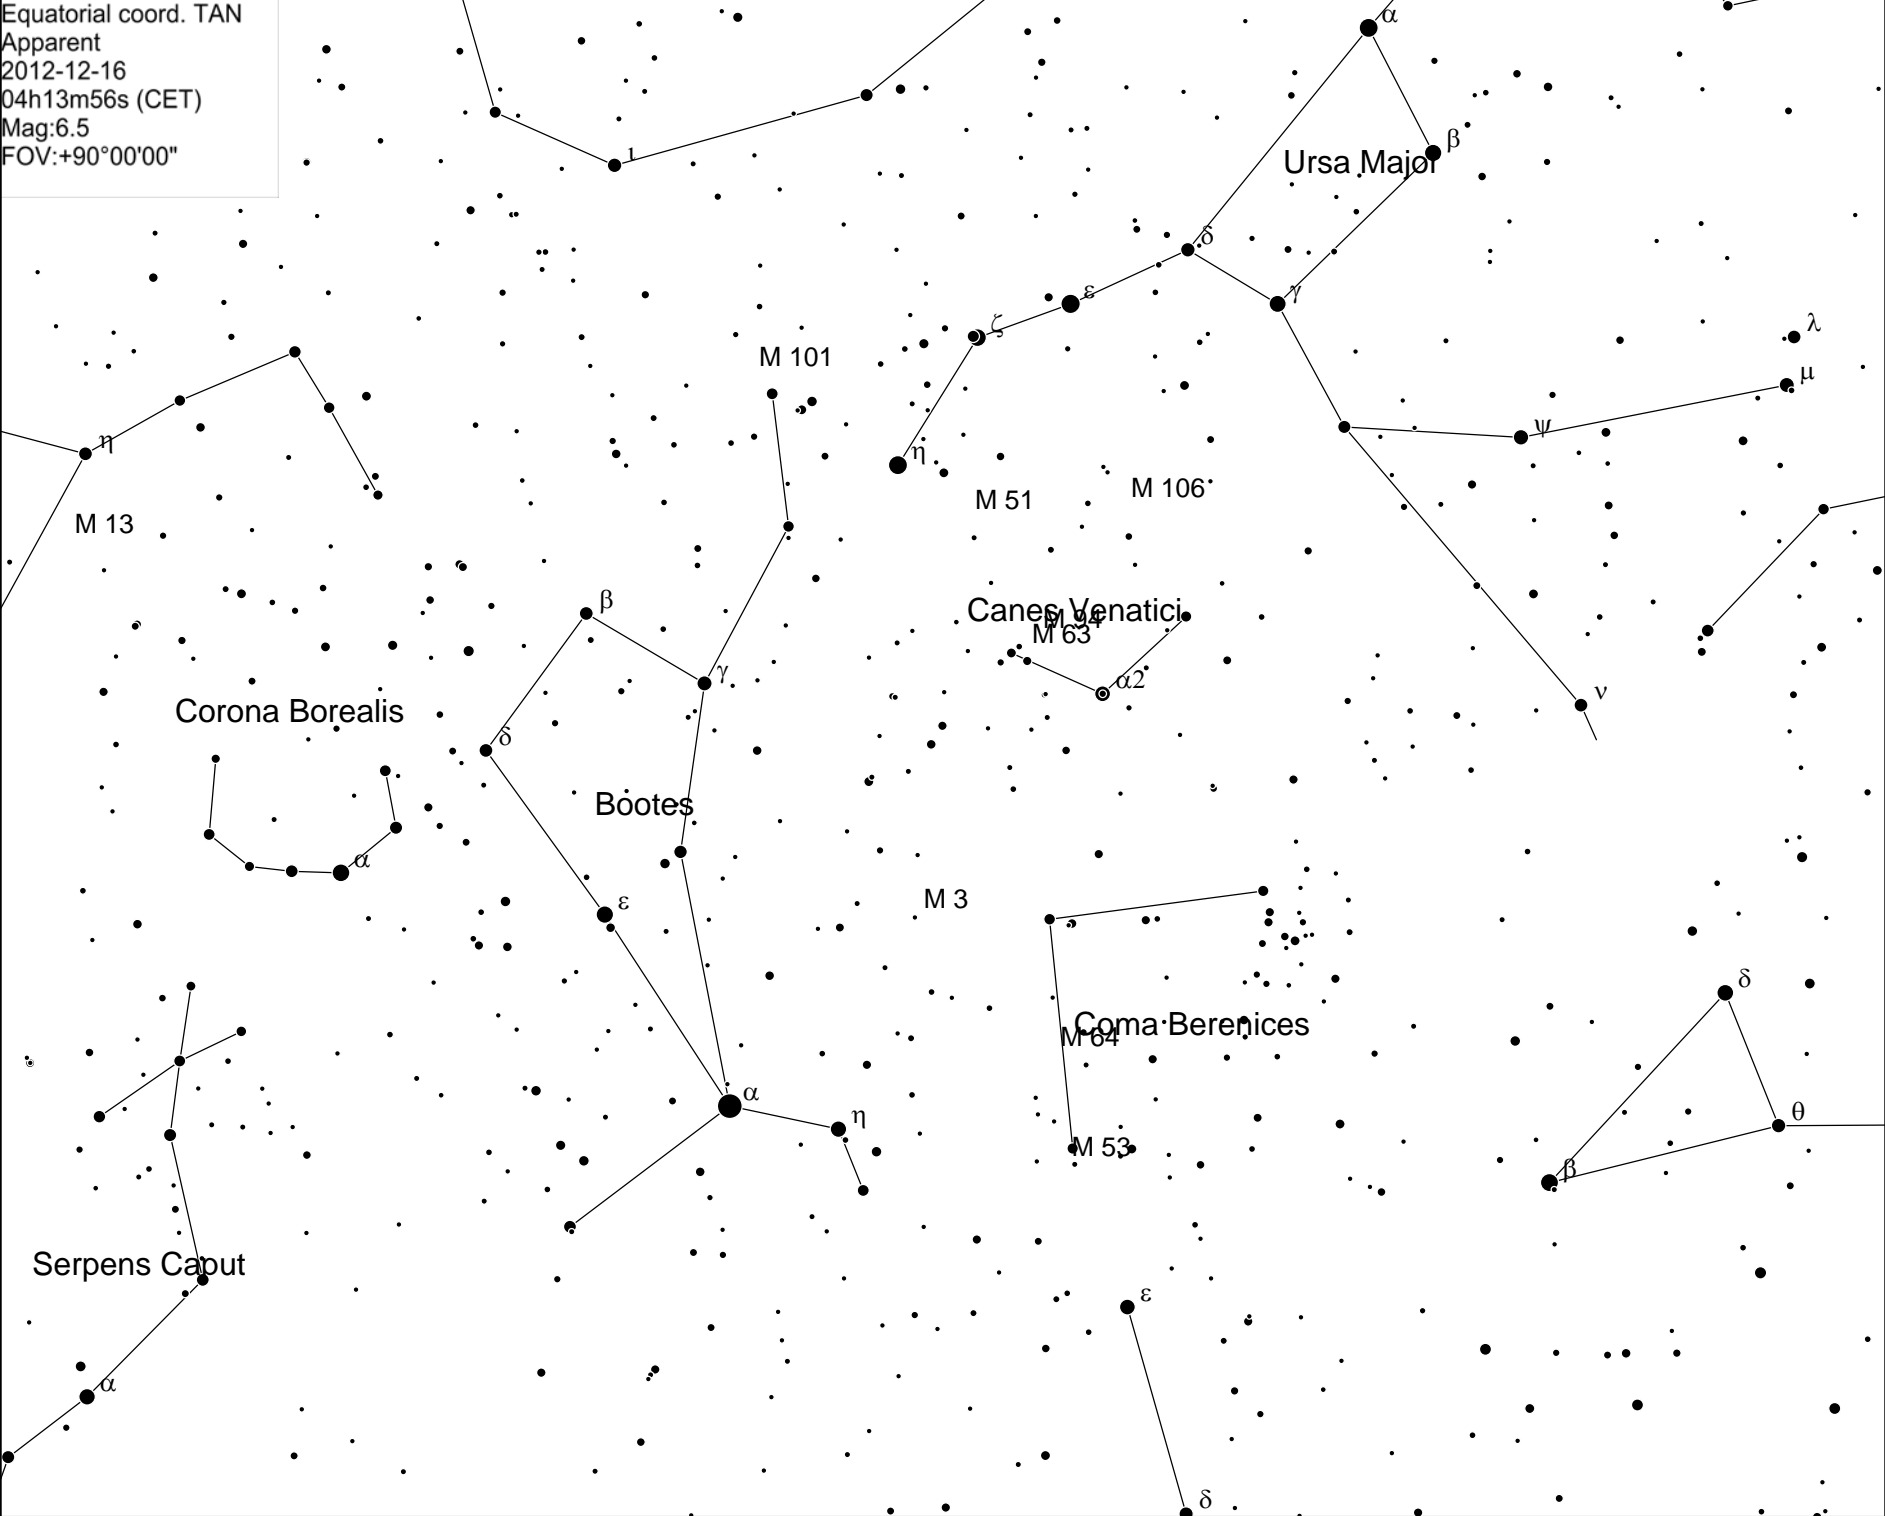 Equatorial coord. TAN
Apparent
2012-12-16
04h13m56s (CET)
Mag:6.5
FOV:+90°00'00"
α
β
Ursa Major
ι
δ
ε
γ
ζ
λ
M 101
μ
ψ
η
η
M 51
M 106
M 13
β
Canes Venatici
M 94
M 63
γ
α2
ν
Corona Borealis
δ
Bootes
α
ε
M 3
δ
Coma Berenices
M 64
α
η
θ
M 53
β
Serpens Caput
ε
α
δ